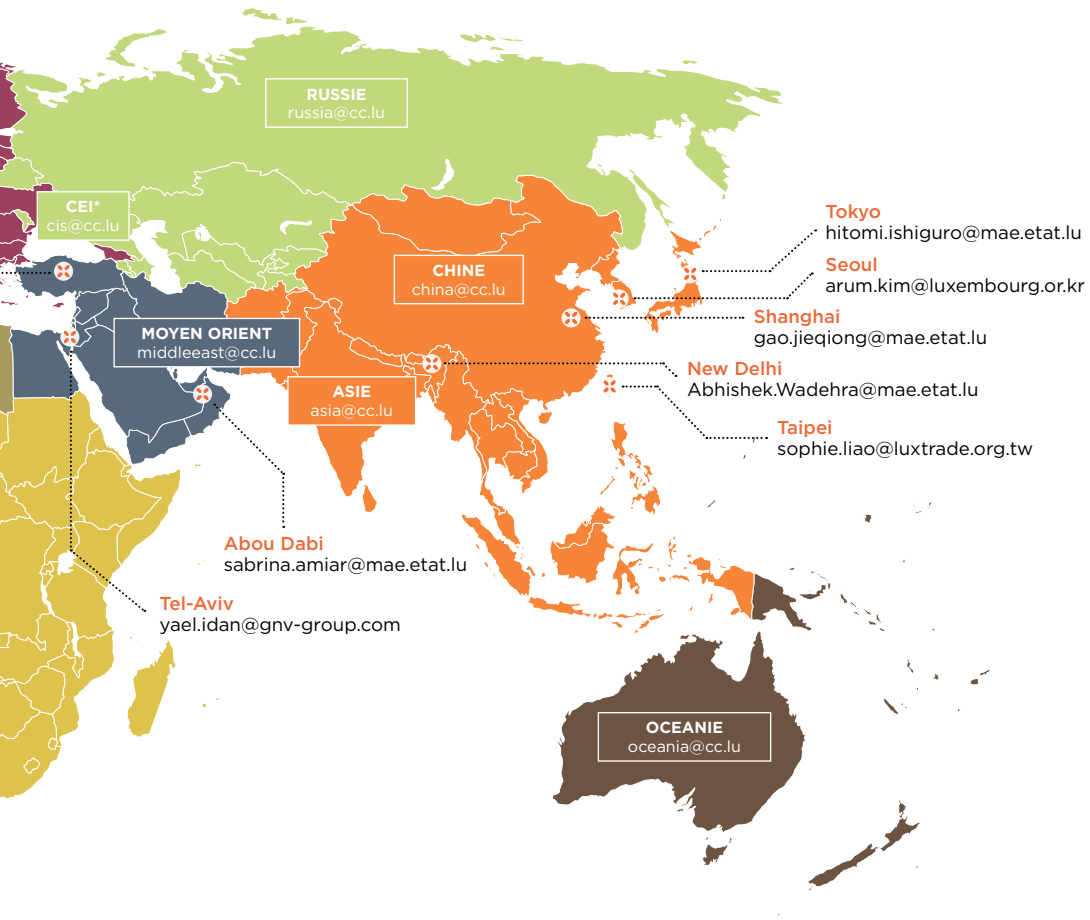 RUSSIE
russia@cc.lu
CEI*
cis@cc.lu
Tokyo
hitomi.ishiguro@mae.etat.lu
CHINE
china@cc.lu
Seoul
arum.kim@luxembourg.or.kr
Shanghai
gao.jieqiong@mae.etat.lu
MOYEN ORIENT
middleeast@cc.lu
New Delhi
Abhishek.Wadehra@mae.etat.lu
ASIE
asia@cc.lu
Taipei
sophie.liao@luxtrade.org.tw
Abou Dabi
sabrina.amiar@mae.etat.lu
Tel-Aviv
yael.idan@gnv-group.com
OCEANIE
oceania@cc.lu